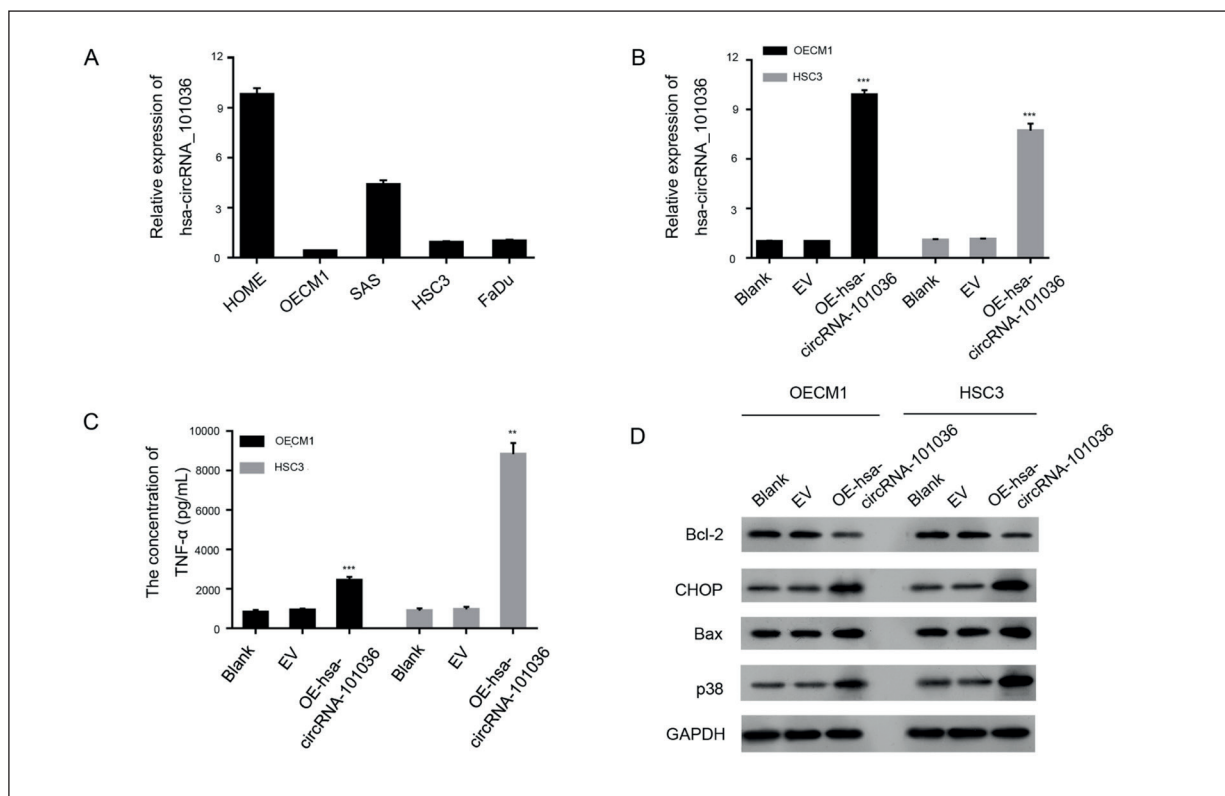 A
Relative expression of
hsa-circRNA_101036
12
9
6
3
0
HOME
OECM1
SAS
HSC3
FaDu
B
Relative expression of
hsa-circRNA_101036
12
9
6
3
0
OECM1
HSC3
***
***
Blank
EV
OE-hsa-
circRNA-101036
Blank
EV
OE-hsa-
circRNA-101036
C
The concentration of
TNF-α (pg/mL)
10000
8000
6000
4000
2000
0
OECM1
HSC3
***
**
Blank
EV
OE-hsa-
circRNA-101036
Blank
EV
OE-hsa-
circRNA-101036
D
OECM1
HSC3
Blank
EV
OE-hsa-
circRNA-101036
Blank
EV
OE-hsa-
circRNA-101036
Bcl-2
CHOP
Bax
p38
GAPDH